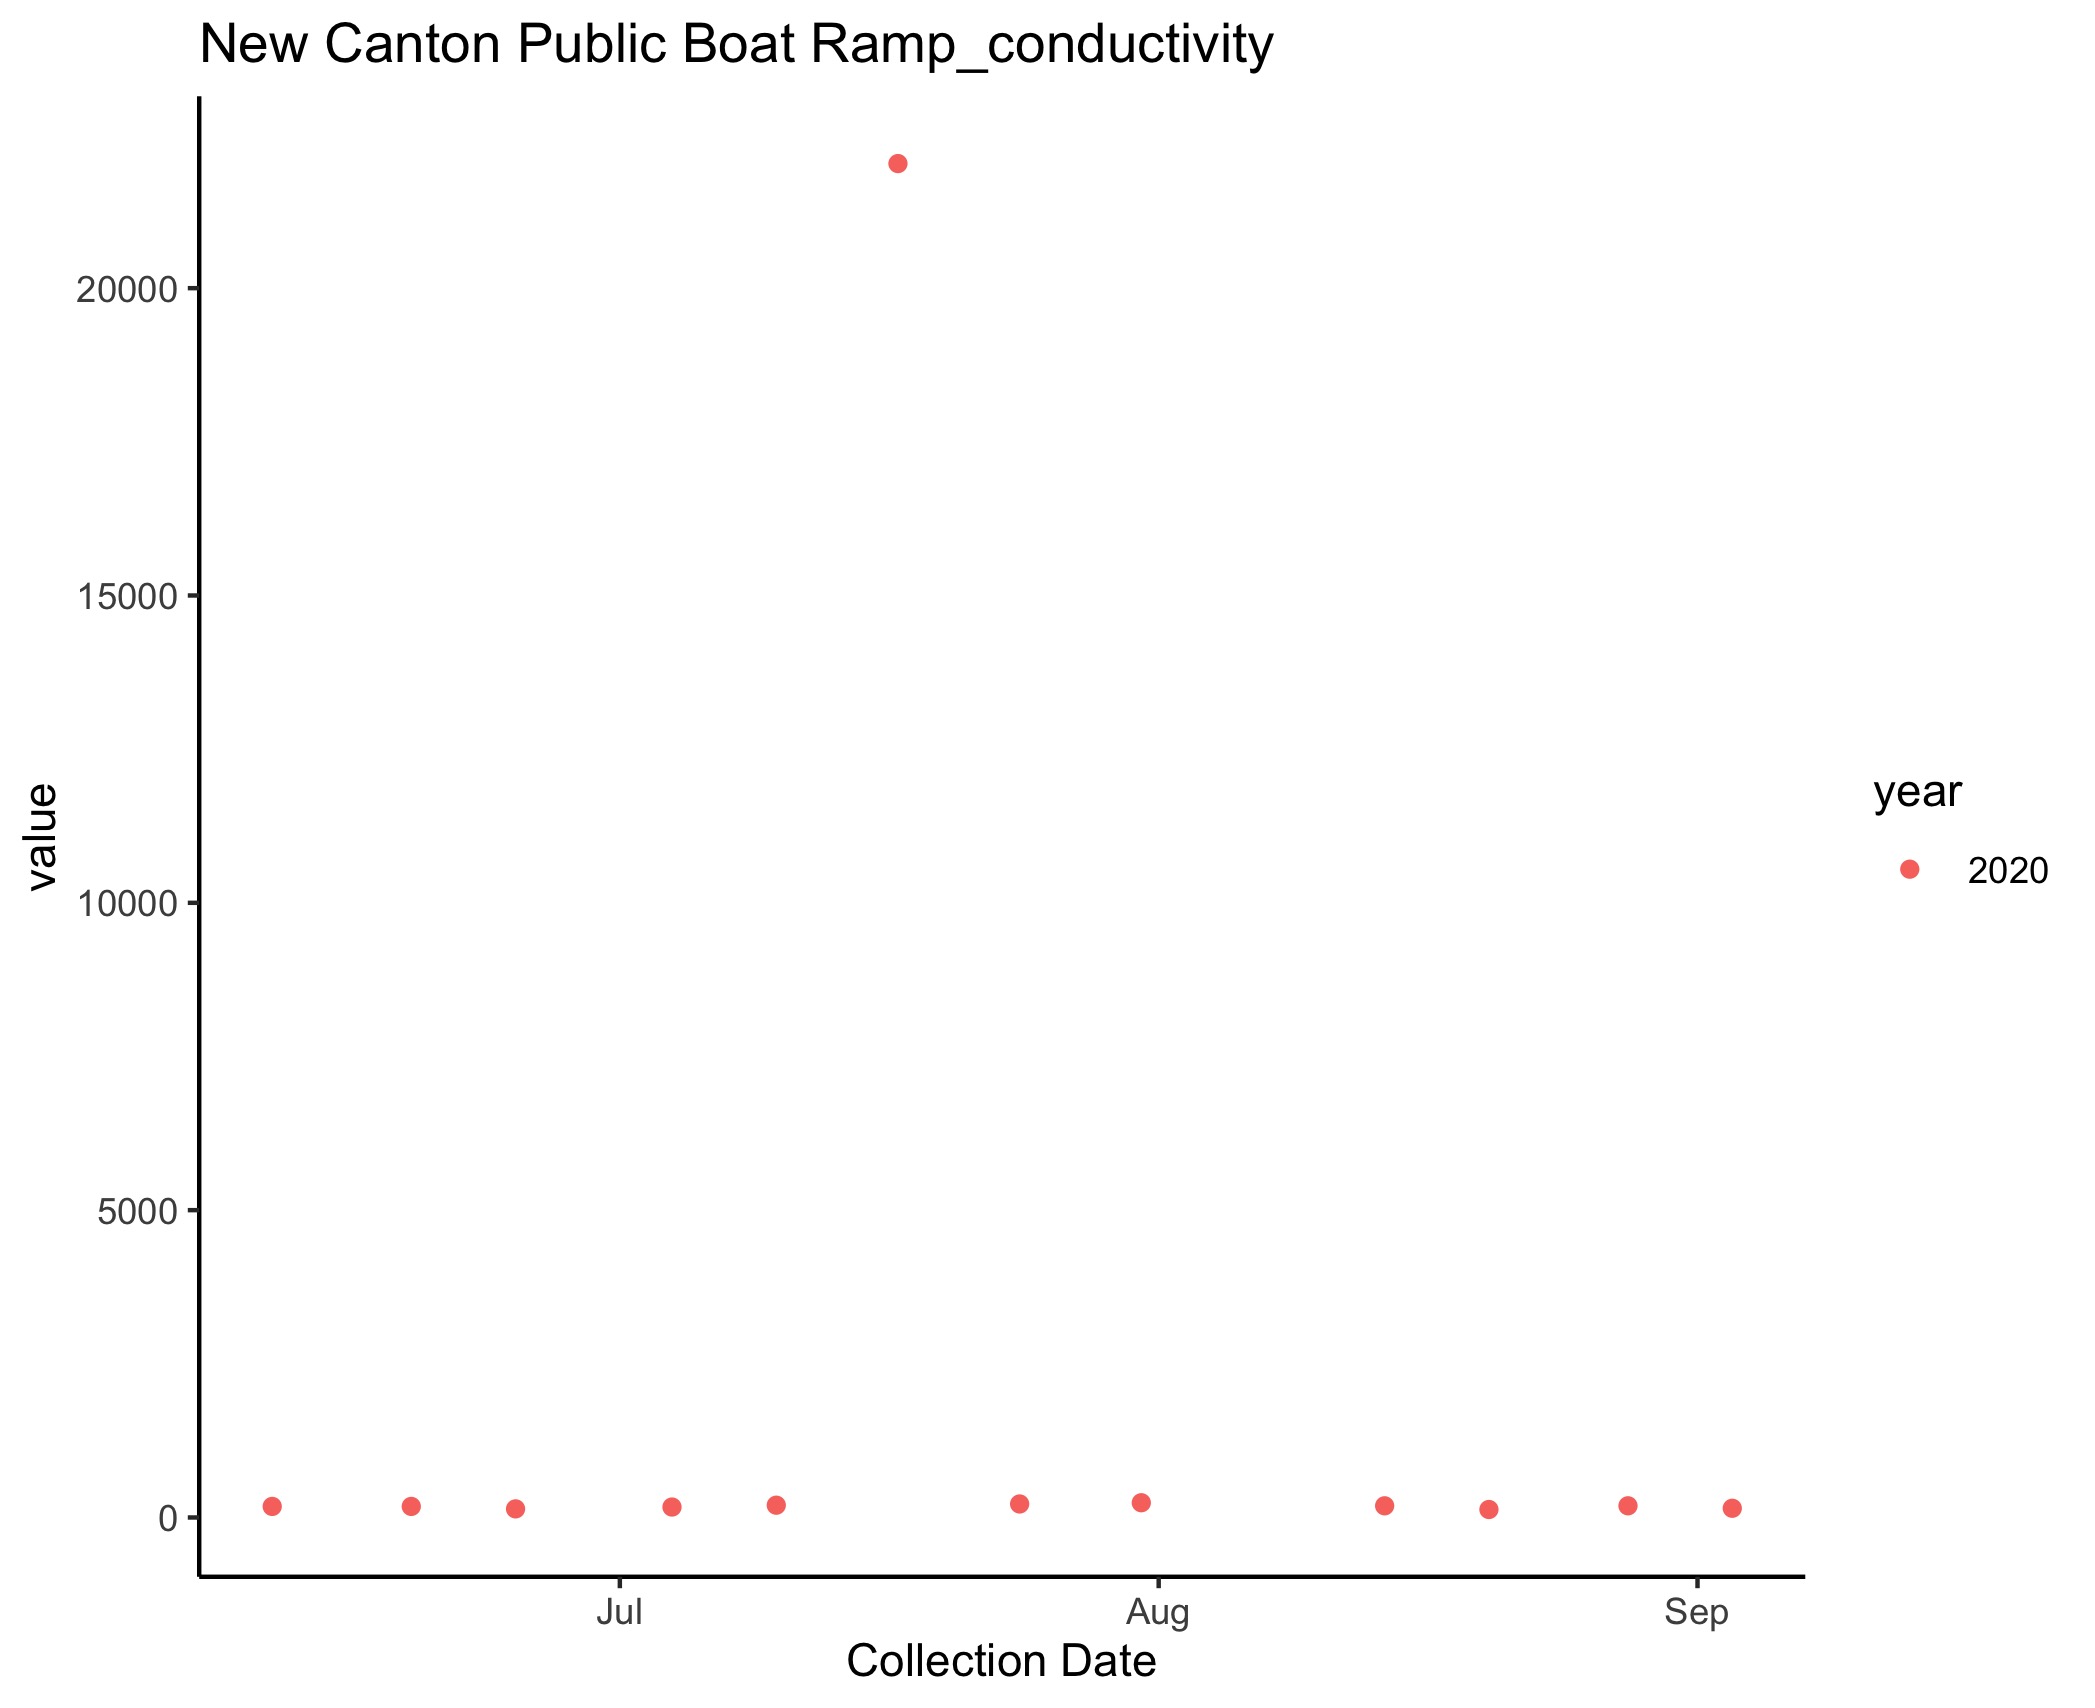 New Canton Public Boat Ramp_conductivity
20000
15000
10000
5000
0
value
Jul
Aug
Sep
Collection Date
year
2020